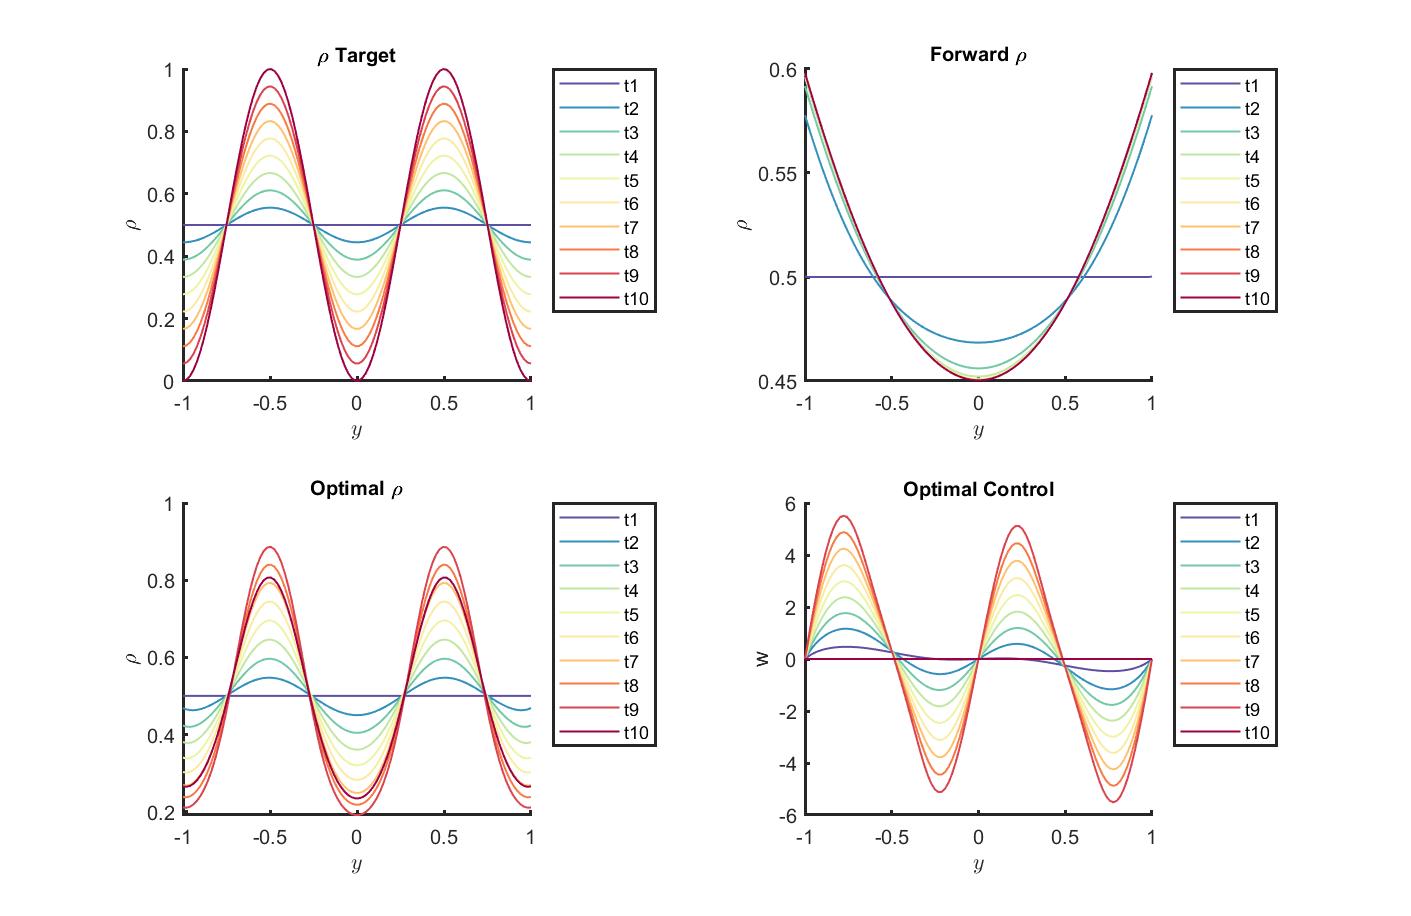 ρ Target
1
0.8
0.6
0.4
0.2
0
ρ
-1 -0.5 0 0.5 1
y
t1
t2
t3
t4
t5
t6
t7
t8
t9
t10
Forward ρ
0.6
0.55
0.5
0.45
ρ
-1 -0.5 0 0.5 1
y
t1
t2
t3
t4
t5
t6
t7
t8
t9
t10
Optimal ρ
1
0.8
0.6
0.4
0.2
ρ
-1 -0.5 0 0.5 1
y
t1
t2
t3
t4
t5
t6
t7
t8
t9
t10
Optimal Control
6
4
2
0
-2
-4
-6
w
-1 -0.5 0 0.5 1
y
t1
t2
t3
t4
t5
t6
t7
t8
t9
t10